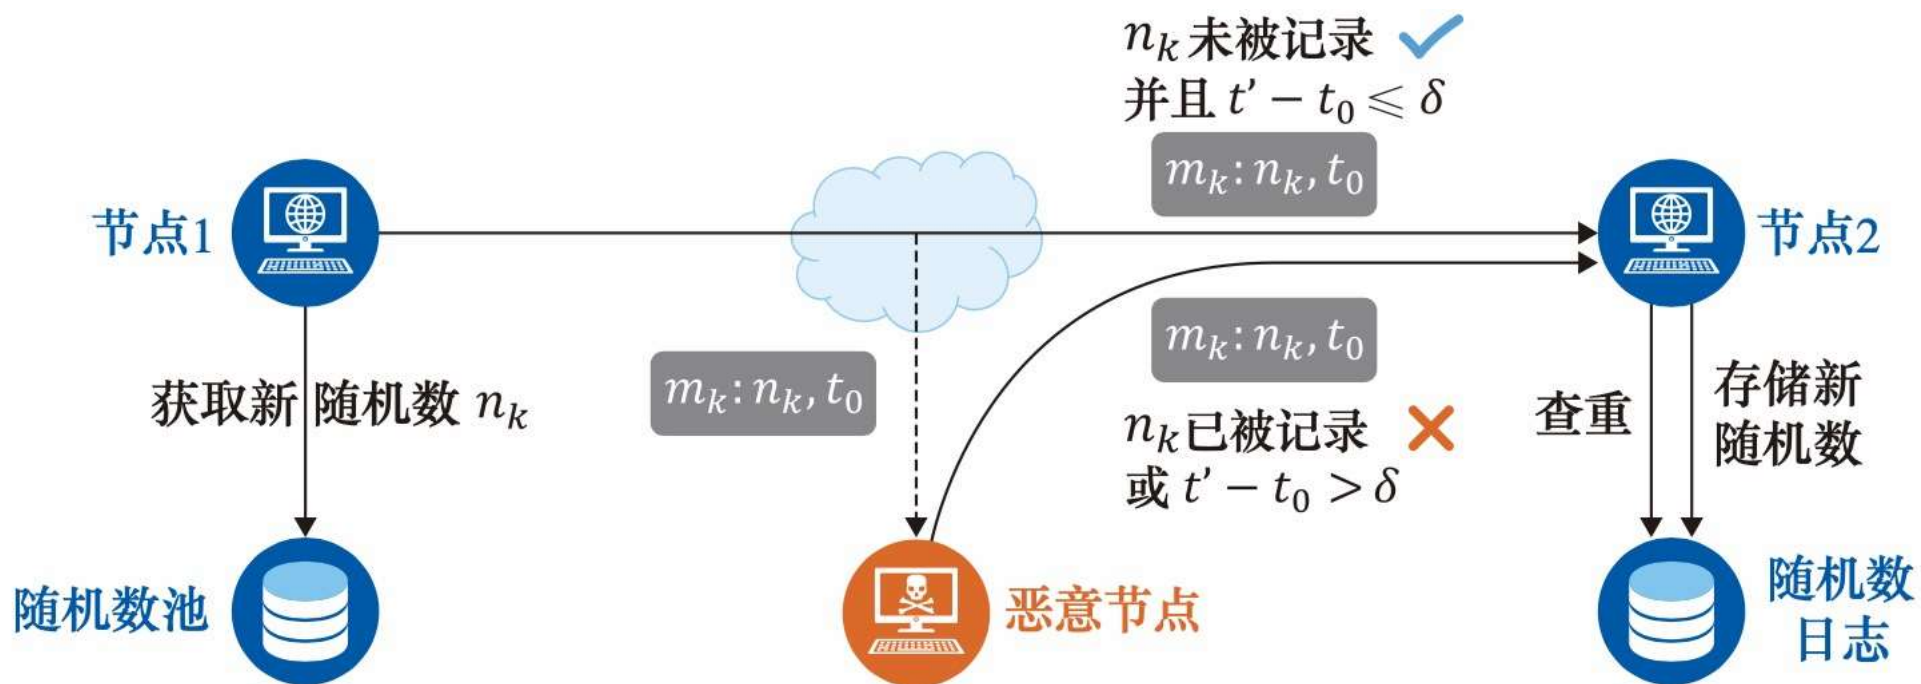 n_k 未被记录
并且 t’ − t_0 ⩽ δ
m_k: n_k, t_0
节点1
节点2
m_k: n_k, t_0
m_k: n_k, t_0
获取新随机数 n_k
n_k 已被记录
或 t’ − t_0 > δ
查重
存储新
随机数
随机数池
恶意节点
随机数
日志